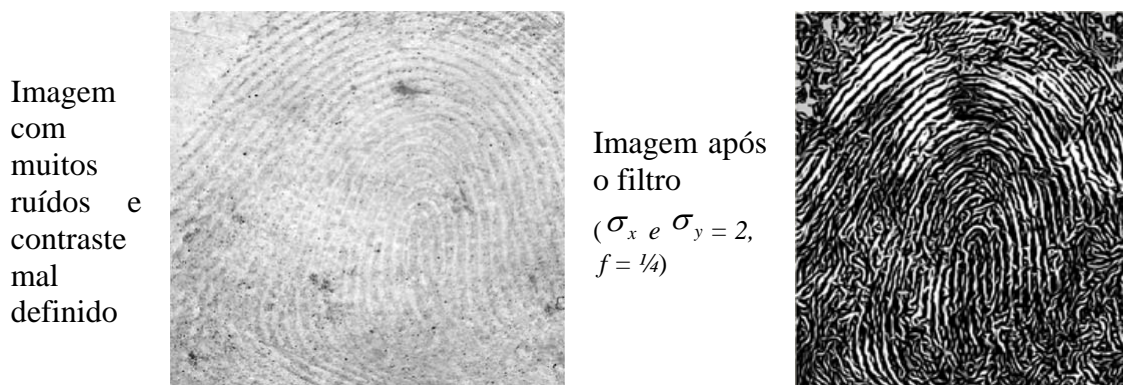 Imagem
com
muitos
ruídos e
contraste
mal
definido
Imagem após
o filtro
( σx e σy = 2,
f = ¼)